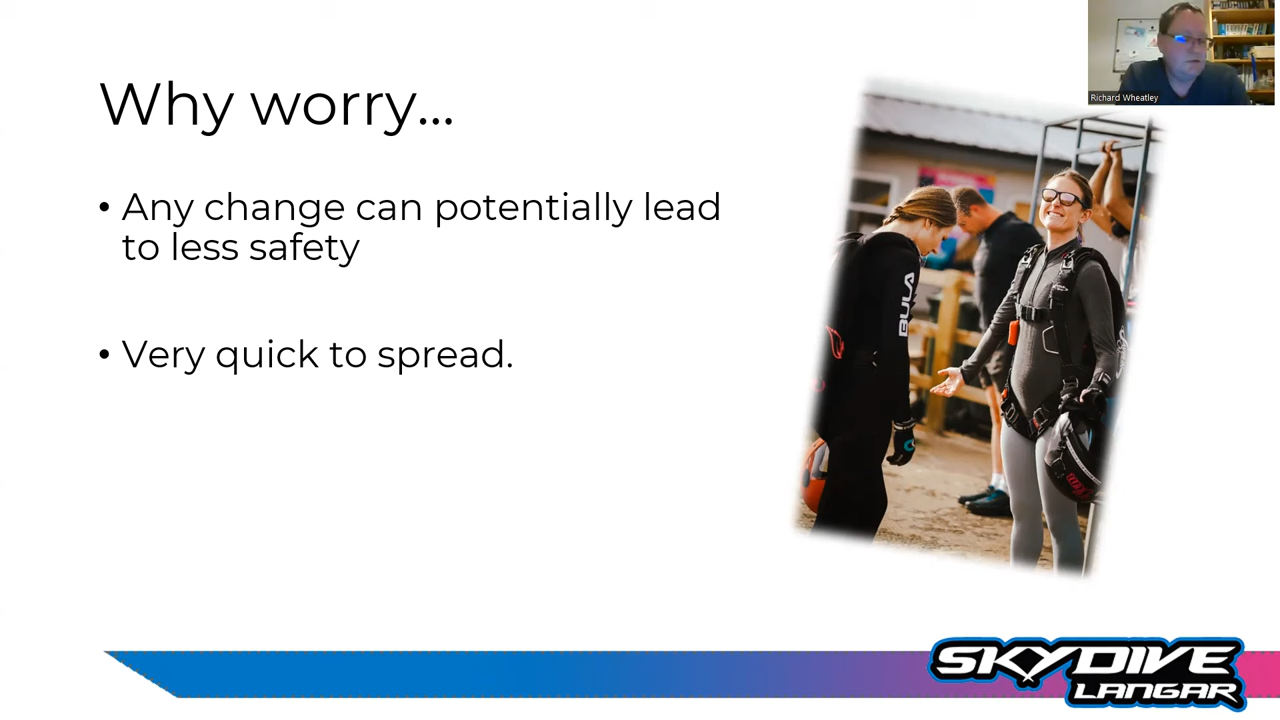 Richard Wheatley
Why worry...
• Any change can potentially lead
to less safety
• Very quick to spread.
BULA
SKYDIVE
LANGAR